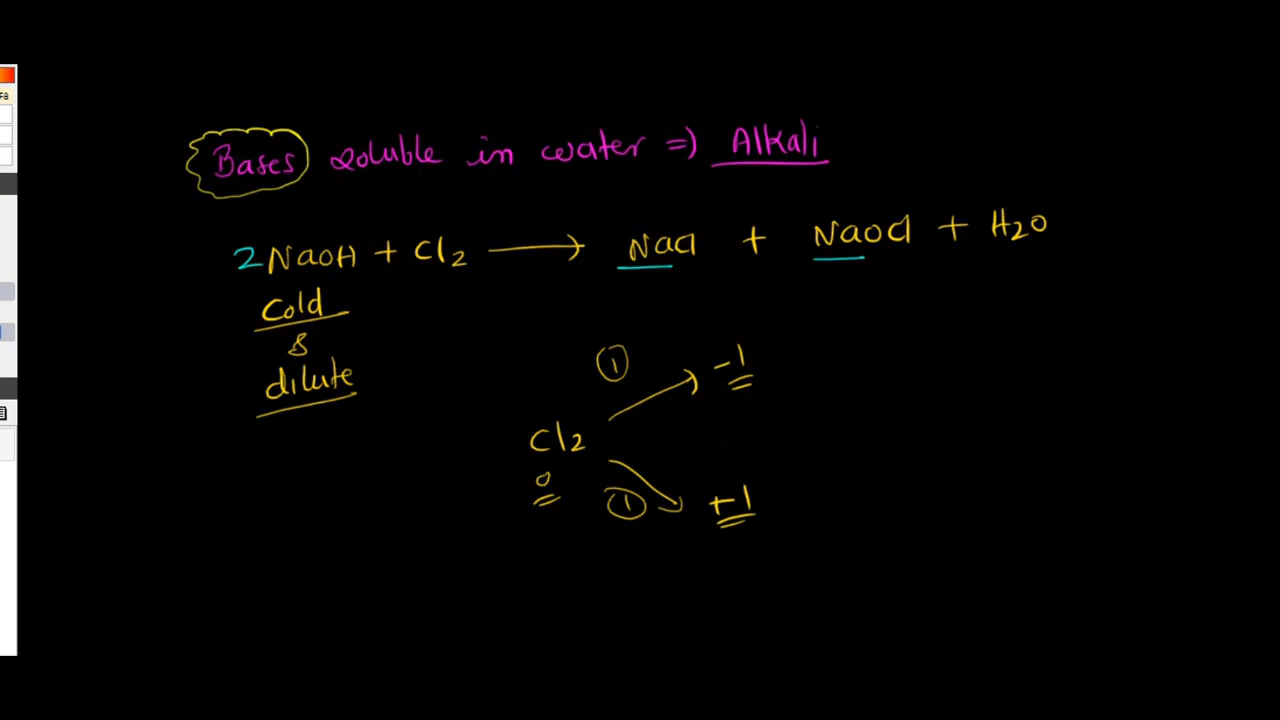 Bases soluble in water => Alkali
2NaOH + Cl2 → NaCl + NaOCl + H2O
Cold
&
dilute
① -1
Cl2
0
① +1